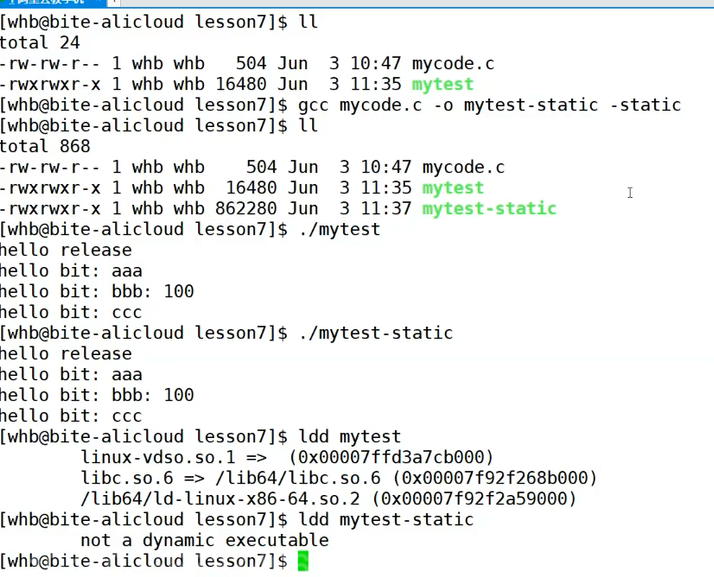 [whb@bite-alicloud lesson7]$ ll
total 24
-rw-rw-r-- 1 whb whb   504 Jun  3 10:47 mycode.c
-rwxrwxr-x 1 whb whb 16480 Jun  3 11:35 mytest
[whb@bite-alicloud lesson7]$ gcc mycode.c -o mytest-static -static
[whb@bite-alicloud lesson7]$ ll
total 868
-rw-rw-r-- 1 whb whb    504 Jun  3 10:47 mycode.c
-rwxrwxr-x 1 whb whb  16480 Jun  3 11:35 mytest
-rwxrwxr-x 1 whb whb 862280 Jun  3 11:37 mytest-static
[whb@bite-alicloud lesson7]$ ./mytest
hello release
hello bit: aaa
hello bit: bbb: 100
hello bit: ccc
[whb@bite-alicloud lesson7]$ ./mytest-static
hello release
hello bit: aaa
hello bit: bbb: 100
hello bit: ccc
[whb@bite-alicloud lesson7]$ ldd mytest
        linux-vdso.so.1 =>  (0x00007ffd3a7cb000)
        libc.so.6 => /lib64/libc.so.6 (0x00007f92f268b000)
        /lib64/ld-linux-x86-64.so.2 (0x00007f92f2a59000)
[whb@bite-alicloud lesson7]$ ldd mytest-static
        not a dynamic executable
[whb@bite-alicloud lesson7]$